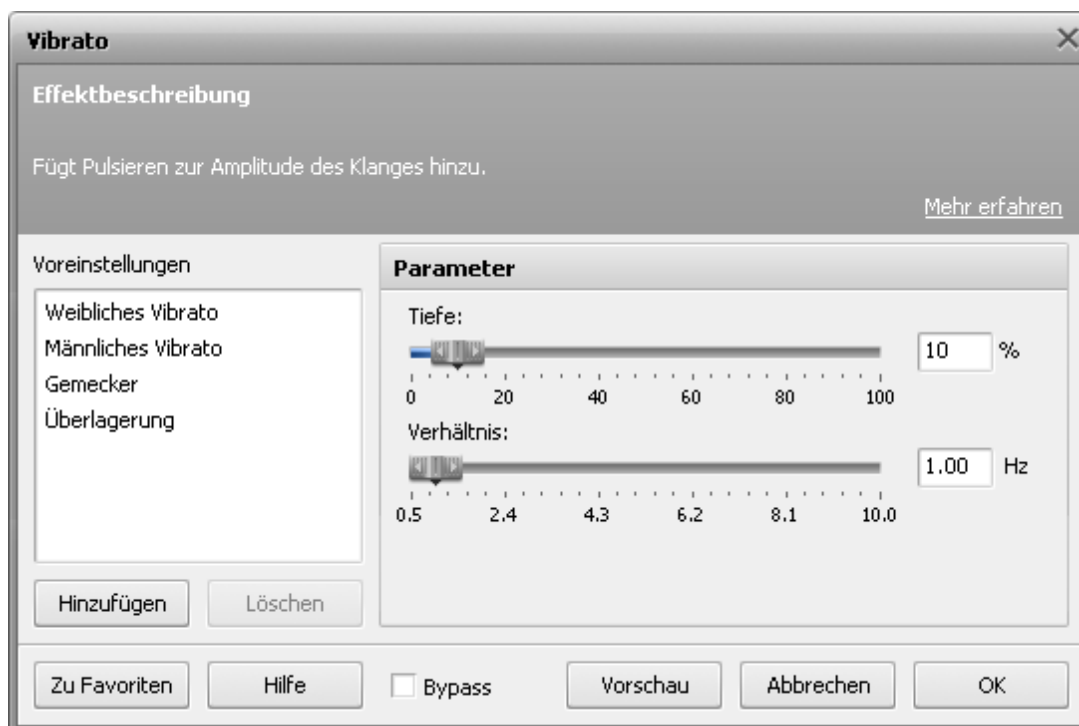 Vibrato
Effektbeschreibung
Fügt Pulsieren zur Amplitude des Klanges hinzu.
Mehr erfahren
Voreinstellungen
Weibliches Vibrato
Männliches Vibrato
Gemecker
Überlagerung
Hinzufügen Löschen
Parameter
Tiefe:
10 %
0 20 40 60 80 100
Verhältnis:
1.00 Hz
0.5 2.4 4.3 6.2 8.1 10.0
Zu Favoriten Hilfe Bypass Vorschau Abbrechen OK